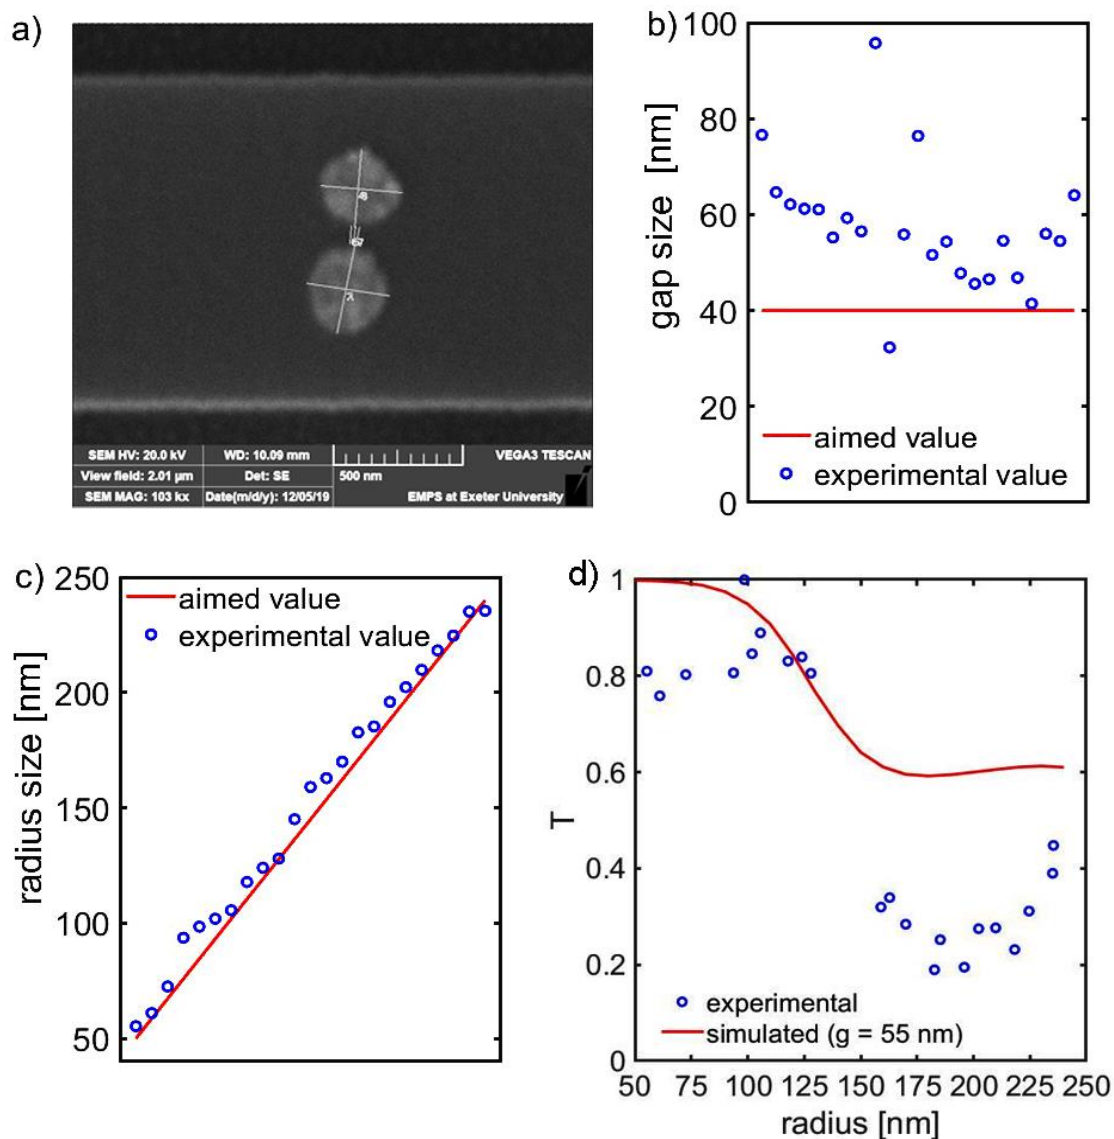 a)
SEM HV: 20.0 kV
WD: 10.09 mm
VEGA3 TESCAN
View field: 2.01 µm
Det: SE
500 nm
SEM MAG: 103 kx
Date(m/d/y): 12/05/19
EMPS at Exeter University
b)
100
80
60
40
20
0
gap size [nm]
aimed value
experimental value
c)
250
200
150
100
50
radius size [nm]
aimed value
experimental value
d)
1
0.8
0.6
0.4
0.2
0
T
experimental
simulated (g = 55 nm)
50 75 100 125 150 175 200 225 250
radius [nm]